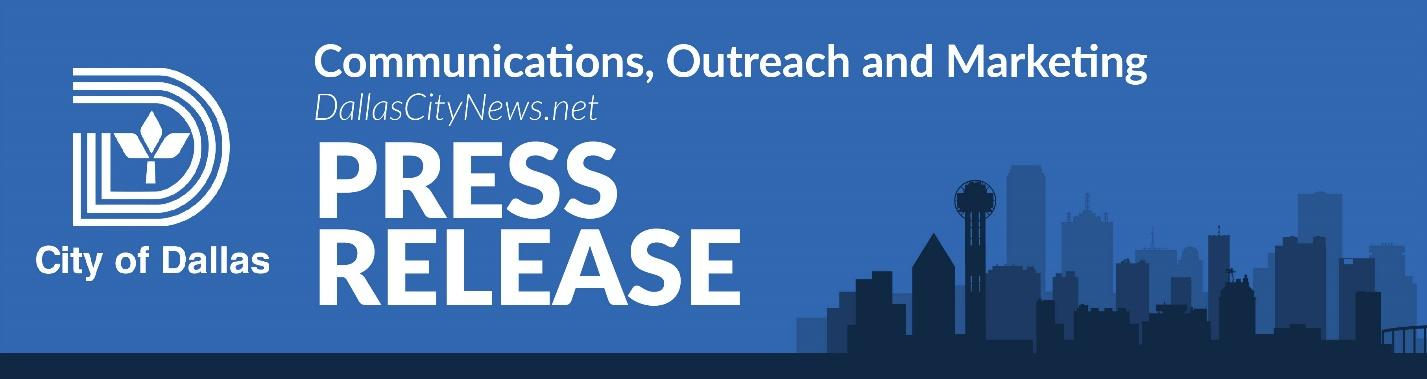 Communications, Outreach and Marketing
DallasCityNews.net
PRESS
RELEASE
City of Dallas